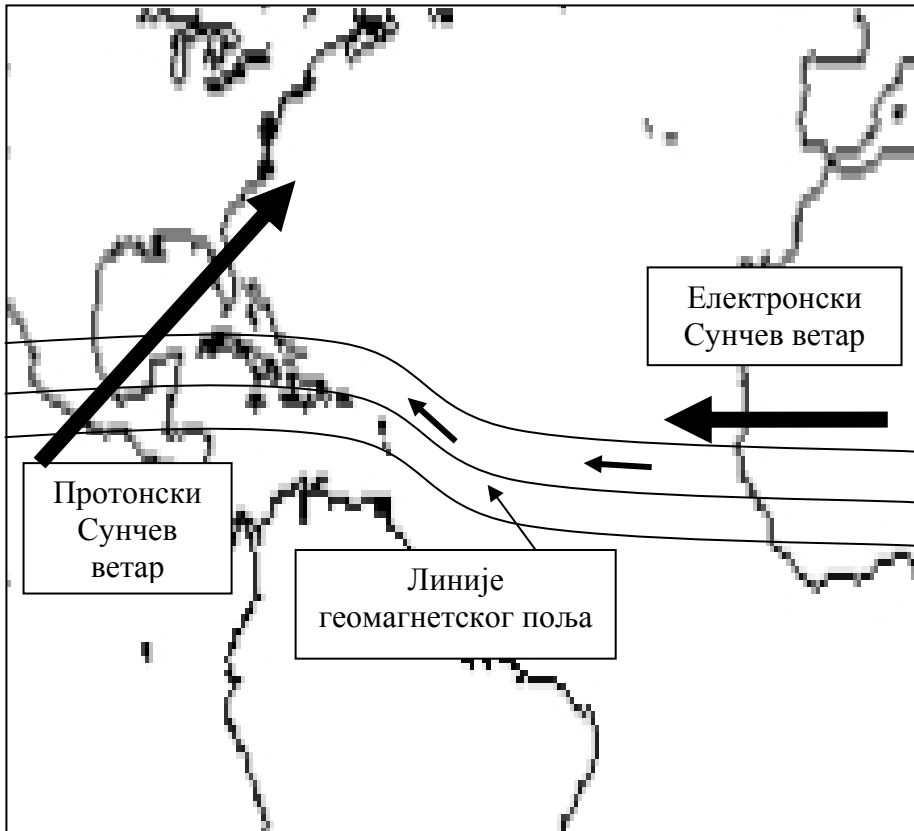 Електронски
Сунчев ветар
Протонски
Сунчев
ветар
Линије
геомагнетског поља